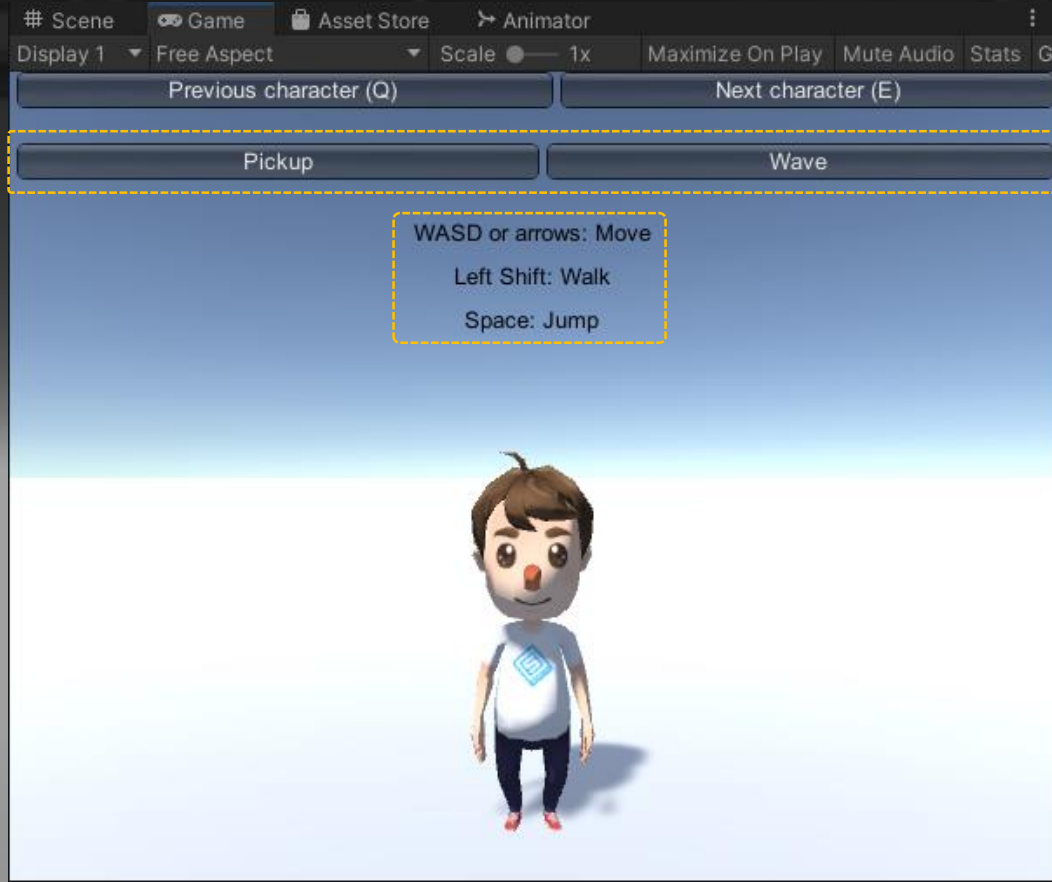 Scene Game Asset Store Animator
Display 1 Free Aspect Scale 1x Maximize On Play Mute Audio Stats G
Previous character (Q) Next character (E)
Pickup Wave
WASD or arrows: Move
Left Shift: Walk
Space: Jump